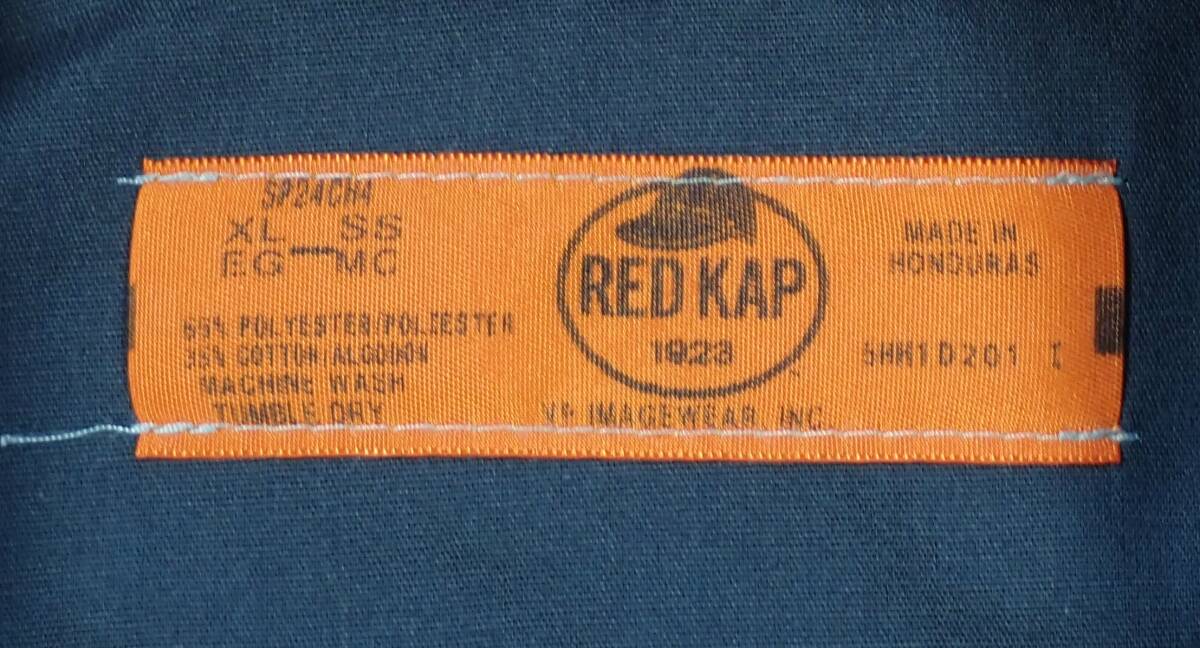 SP24CH4
XL SS
EG MC
65% POLYESTER/POLIESTER
35% COTTON/ALGODON
MACHINE WASH
TUMBLE DRY
RED KAP
1923
VF IMAGEWEAR, INC
MADE IN
HONDURAS
5HH1D201 I